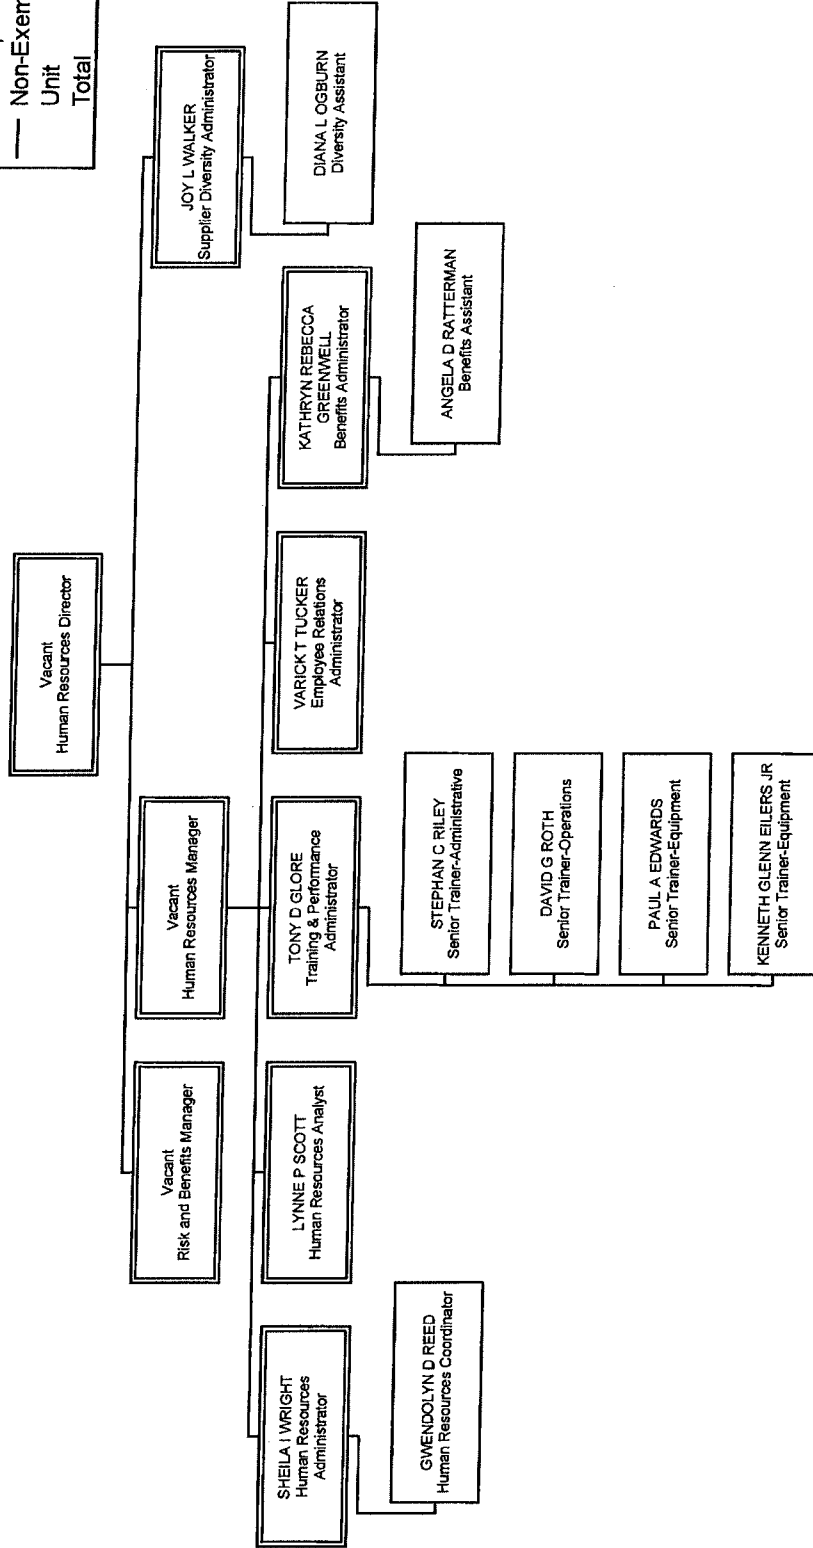 — Non-Exem
Unit
Total
Vacant
Human Resources Director
Vacant
Risk and Benefits Manager
Vacant
Human Resources Manager
JOY L WALKER
Supplier Diversity Administrator
SHEILA I WRIGHT
Human Resources
Administrator
LYNNE P SCOTT
Human Resources Analyst
TONY D GLORE
Training & Performance
Administrator
VARICK T TUCKER
Employee Relations
Administrator
KATHRYN REBECCA
GREENWELL
Benefits Administrator
DIANA L OGBURN
Diversity Assistant
GWENDOLYN D REED
Human Resources Coordinator
STEPHAN C RILEY
Senior Trainer-Administrative
DAVID G ROTH
Senior Trainer-Operations
PAUL A EDWARDS
Senior Trainer-Equipment
KENNETH GLENN EILERS JR
Senior Trainer-Equipment
ANGELA D RATTERMAN
Benefits Assistant